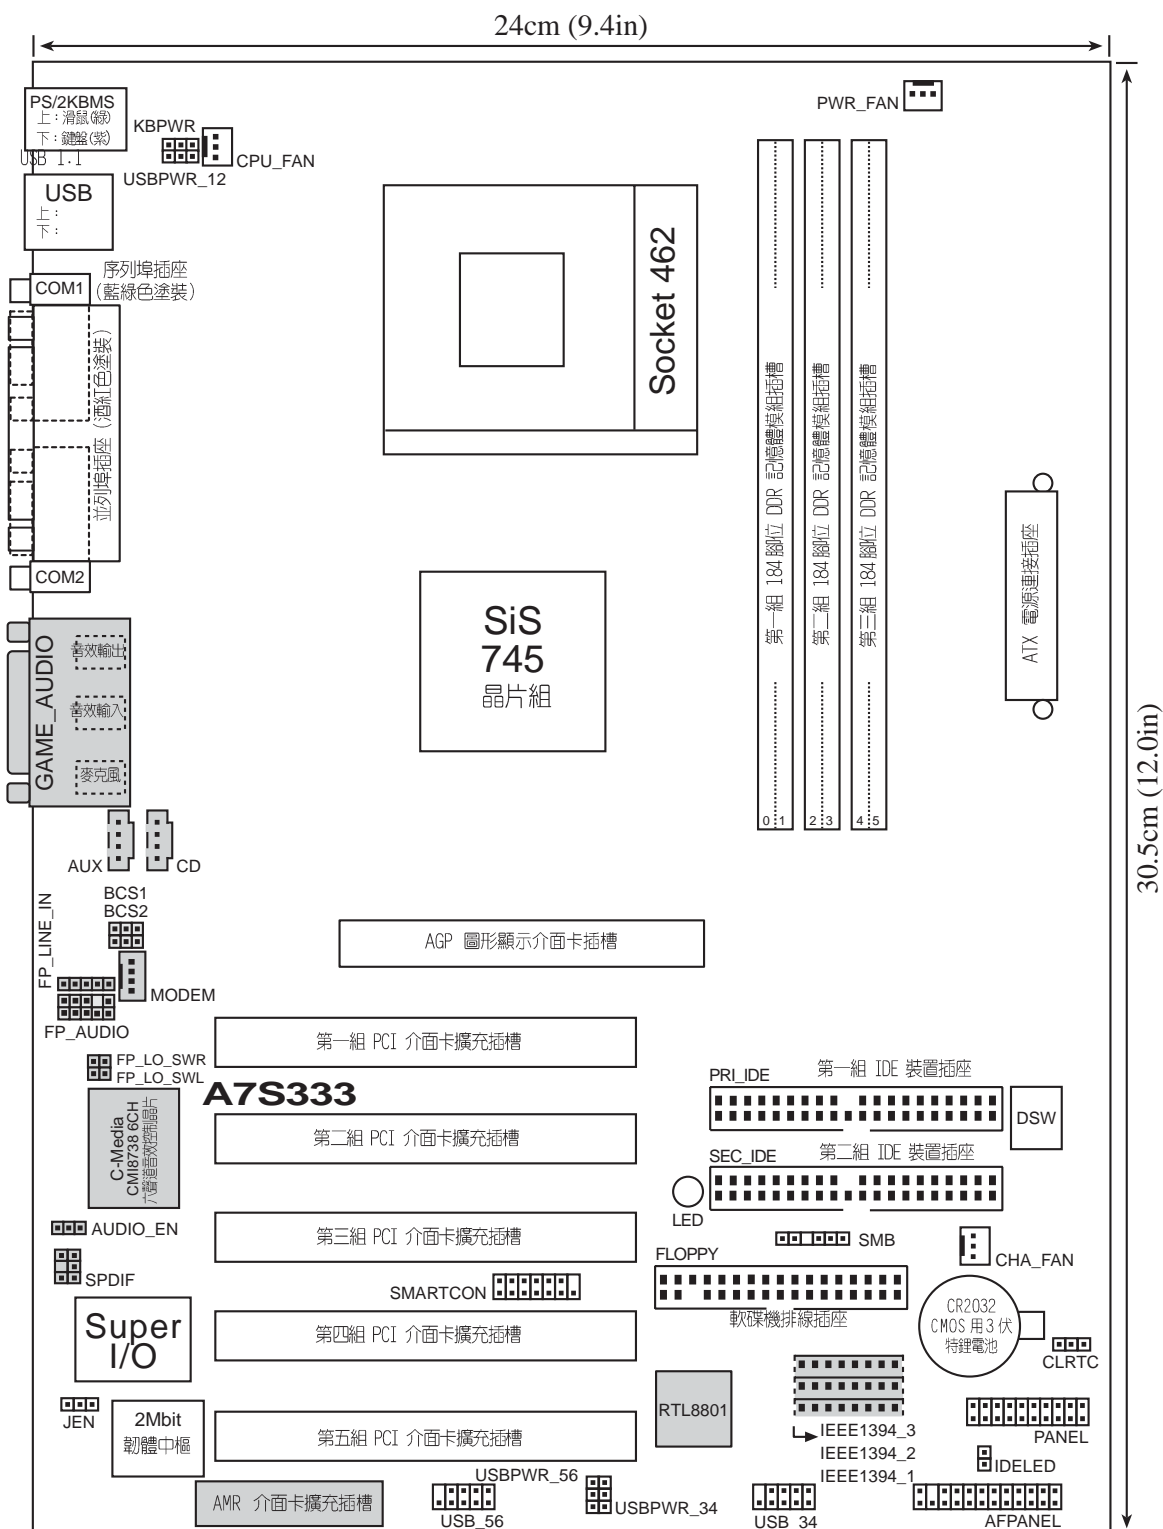 24cm (9.4in)
PS/2KBMS
上：滑鼠(綠)
下：鍵盤(紫)
USB 1.1
KBPWR
USBPWR_12
CPU_FAN
PWR_FAN
USB
上：
下：
序列埠插座
(藍綠色塗裝)
COM1
並列埠插座 (酒紅色塗裝)
COM2
Socket 462
第一組 184 腳位 DDR 記憶體模組插槽
第二組 184 腳位 DDR 記憶體模組插槽
第三組 184 腳位 DDR 記憶體模組插槽
0 1
2 3
4 5
ATX 電源連接插座
30.5cm (12.0in)
SiS
745
晶片組
GAME_AUDIO
音效輸出
音效輸入
麥克風
AUX
CD
BCS1
BCS2
FP_LINE_IN
MODEM
FP_AUDIO
AGP 圖形顯示介面卡插槽
第一組 PCI 介面卡擴充插槽
FP_LO_SWR
FP_LO_SWL
A7S333
C-Media
CMI8738 6CH
六聲道音效控制晶片
第二組 PCI 介面卡擴充插槽
PRI_IDE
第一組 IDE 裝置插座
DSW
SEC_IDE
第二組 IDE 裝置插座
LED
AUDIO_EN
第三組 PCI 介面卡擴充插槽
SMB
CHA_FAN
SPDIF
SMARTCON
FLOPPY
軟碟機排線插座
CR2032
CMOS 用 3 伏
特鋰電池
CLRTC
Super
I/O
第四組 PCI 介面卡擴充插槽
JEN
2Mbit
韌體中樞
第五組 PCI 介面卡擴充插槽
RTL8801
IEEE1394_3
IEEE1394_2
IEEE1394_1
PANEL
IDELED
AMR 介面卡擴充插槽
USBPWR_56
USB_56
USBPWR_34
USB_34
AFPANEL